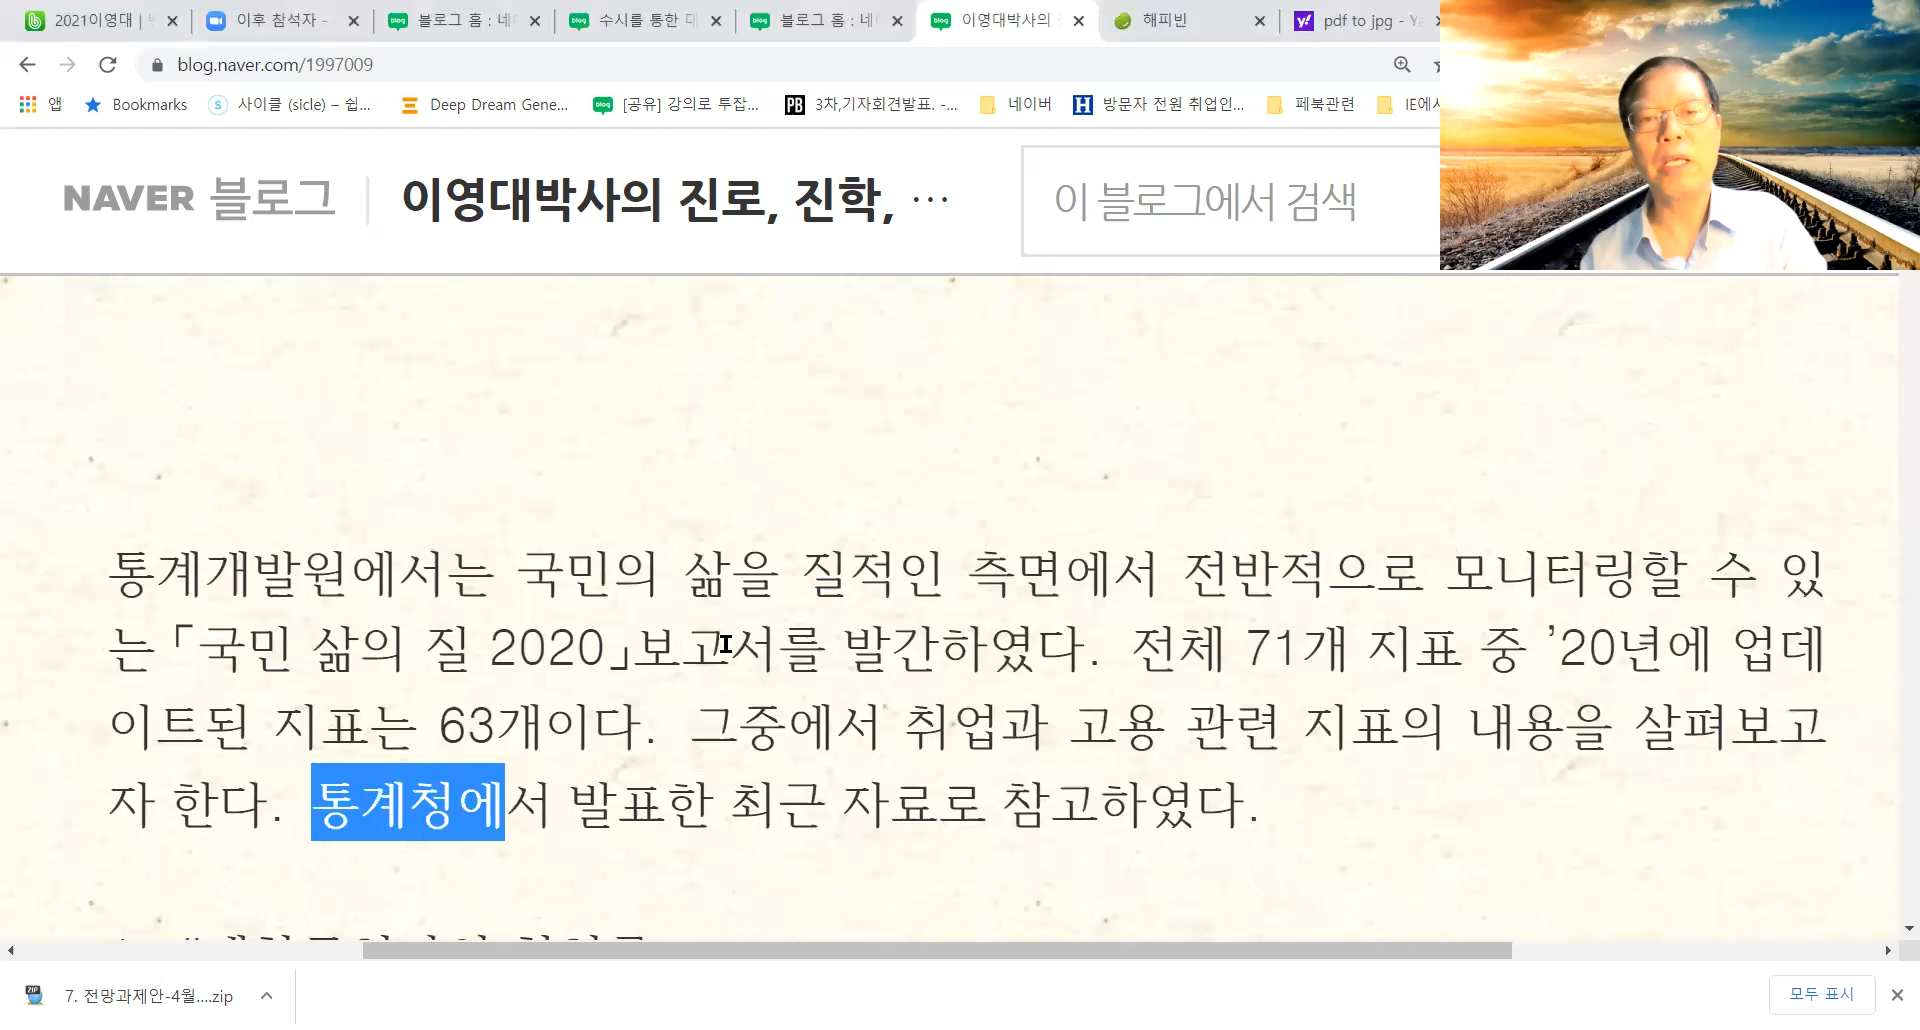 2021이영대 |
이후 참석자 -
블로그 홈 : 네
수시를 통한 대
블로그 홈 : 네
이영대박사의
해피빈
pdf to jpg - Ya
blog.naver.com/1997009
앱
Bookmarks
사이클 (sicle) – 쉽...
Deep Dream Gene...
[공유] 강의로 투잡...
3차,기자회견발표. -...
네이버
방문자 전원 취업인...
페북관련
IE에서
NAVER 블로그
이영대박사의 진로, 진학, ···
이 블로그에서 검색
통계개발원에서는 국민의 삶을 질적인 측면에서 전반적으로 모니터링할 수 있
는 「국민 삶의 질 2020」보고서를 발간하였다. 전체 71개 지표 중 ’20년에 업데
이트된 지표는 63개이다. 그중에서 취업과 고용 관련 지표의 내용을 살펴보고
자 한다. 통계청에서 발표한 최근 자료로 참고하였다.
7. 전망과제안-4월....zip
모두 표시